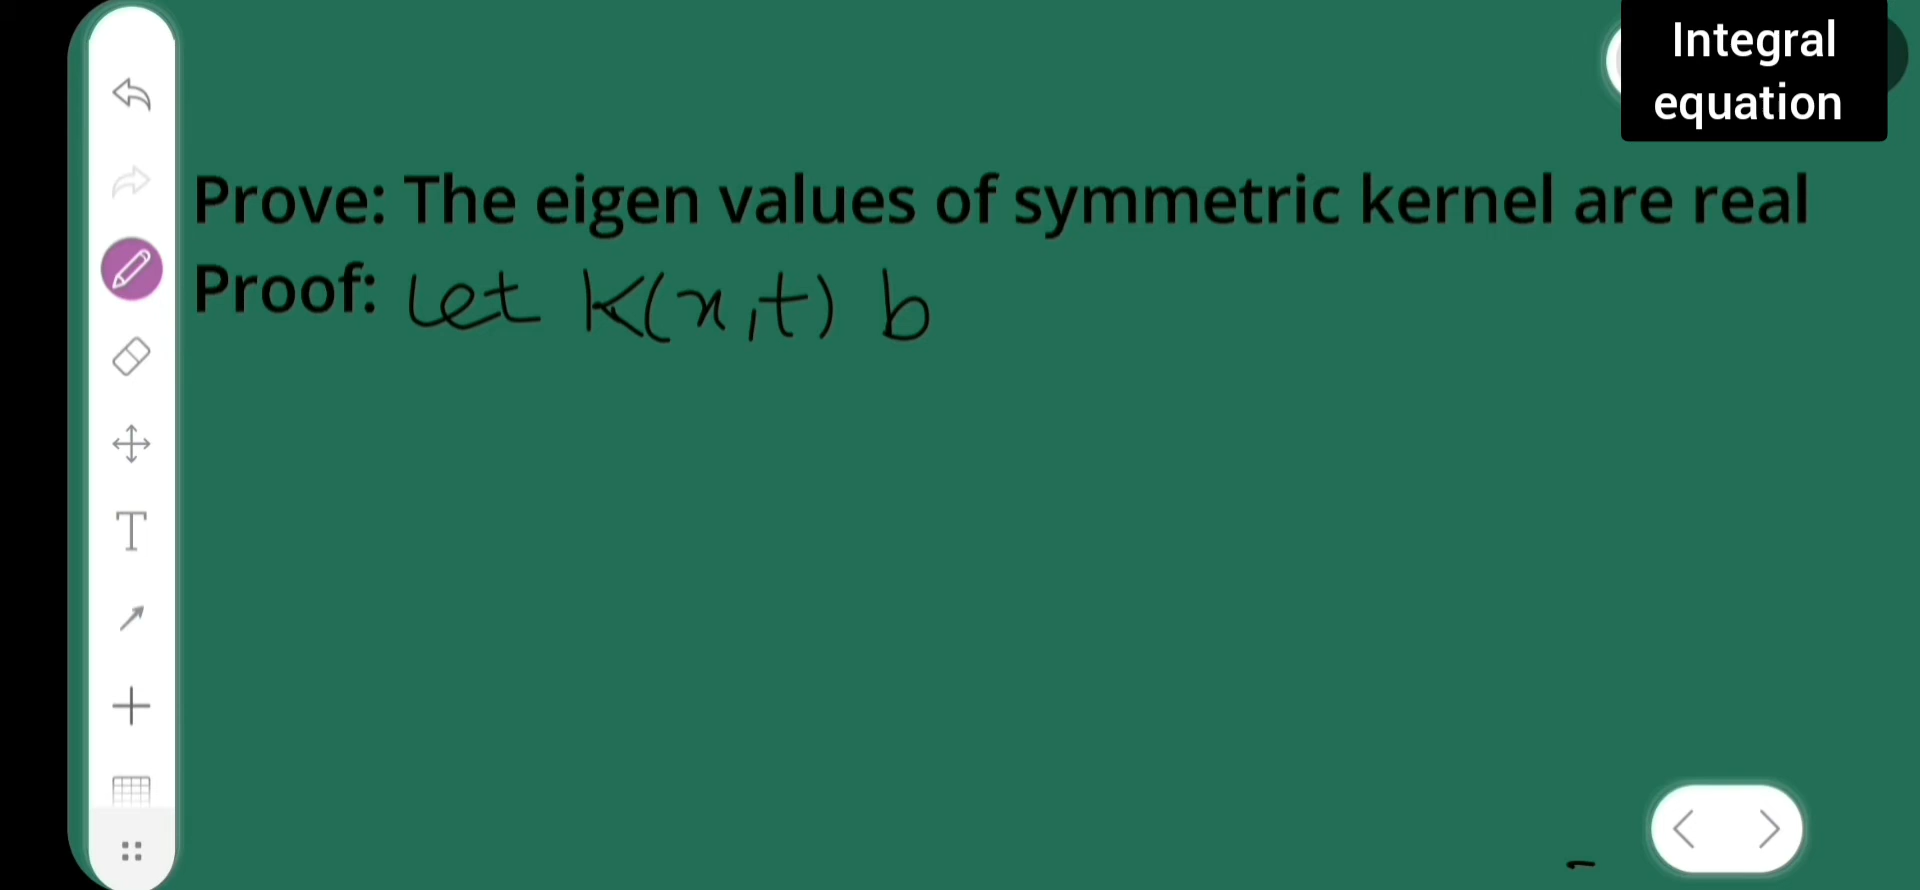 Integral
equation
Prove: The eigen values of symmetric kernel are real
Proof: Let K(x,t) b
T